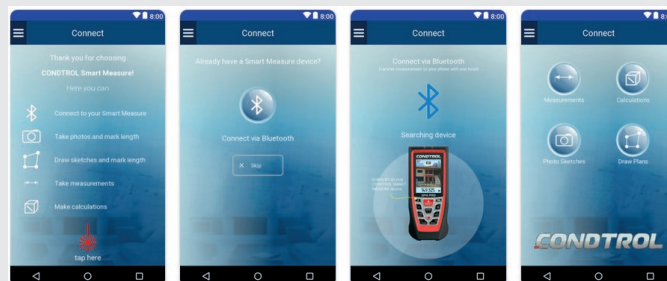 8:00
Connect
Thank you for choosing
CONDTROL Smart Measure!
Here you can:
Connect to your Smart Measure
Take photos and mark length
Draw sketches and mark length
Take measurements
Make calculations
tap here
8:00
Connect
Already have a Smart Measure device?
Connect via Bluetooth
X Skip
8:00
Connect
Connect via Bluetooth
Searching device
CONDTROL
8:00
Connect
Measurements
Calculations
Photo Sketches
Draw Plans
CONDTROL